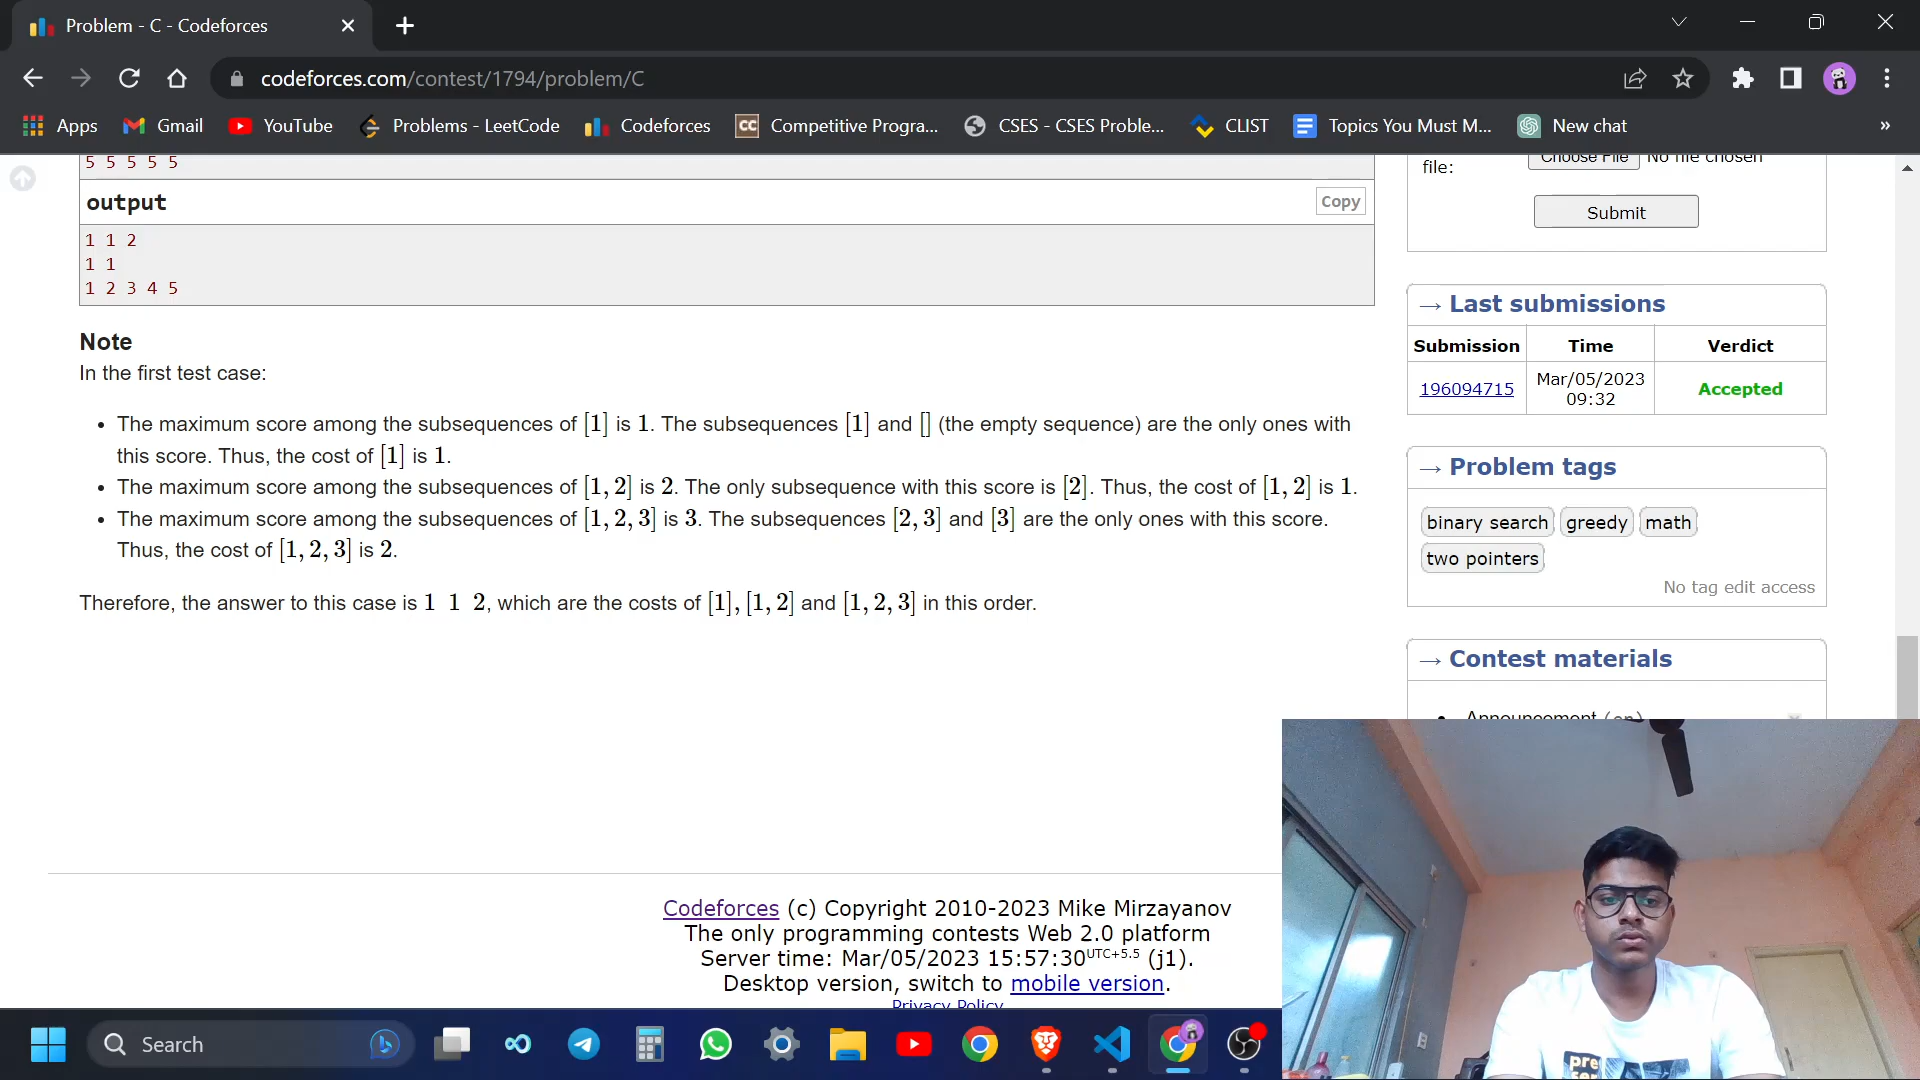 Problem - C - Codeforces
codeforces.com/contest/1794/problem/C
Apps Gmail YouTube Problems - LeetCode Codeforces CC Competitive Progra... CSES - CSES Proble... CLIST Topics You Must M... New chat »
5 5 5 5 5
output
Copy
1 1 2
1 1
1 2 3 4 5
Note
In the first test case:
• The maximum score among the subsequences of [1] is 1. The subsequences [1] and [] (the empty sequence) are the only ones with
this score. Thus, the cost of [1] is 1.
• The maximum score among the subsequences of [1, 2] is 2. The only subsequence with this score is [2]. Thus, the cost of [1, 2] is 1.
• The maximum score among the subsequences of [1, 2, 3] is 3. The subsequences [2, 3] and [3] are the only ones with this score.
Thus, the cost of [1, 2, 3] is 2.
Therefore, the answer to this case is 1 1 2, which are the costs of [1], [1, 2] and [1, 2, 3] in this order.
file: Choose File No file chosen
Submit
→ Last submissions
Submission Time Verdict
196094715 Mar/05/2023 Accepted
09:32
→ Problem tags
binary search greedy math
two pointers
No tag edit access
→ Contest materials
• Announcement (en)
Codeforces (c) Copyright 2010-2023 Mike Mirzayanov
The only programming contests Web 2.0 platform
Server time: Mar/05/2023 15:57:30UTC+5.5 (j1).
Desktop version, switch to mobile version.
Privacy Policy
Search